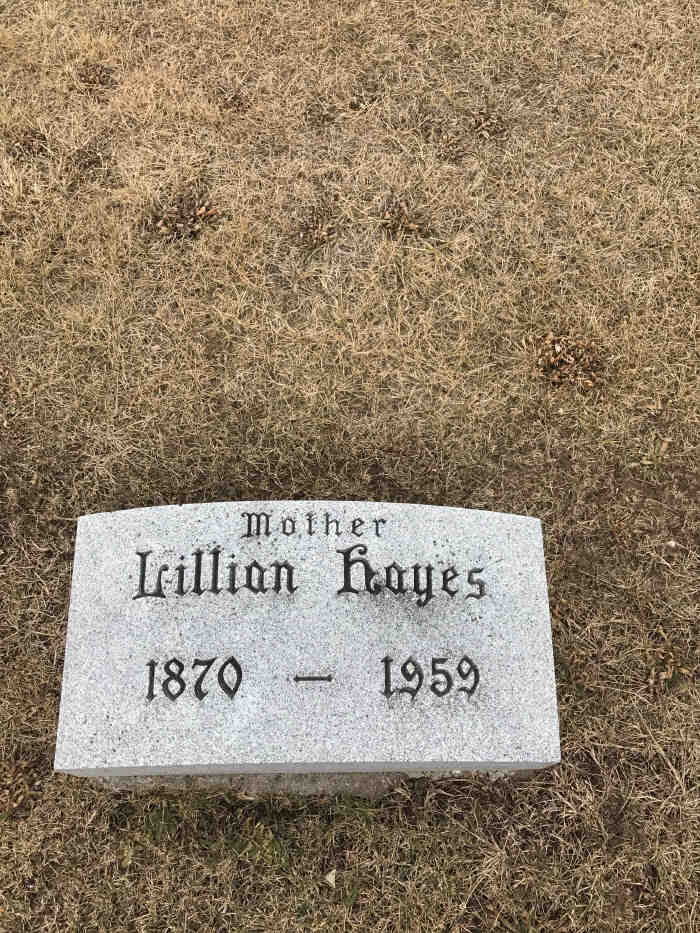 Mother
Lillian Hayes
1870 – 1959